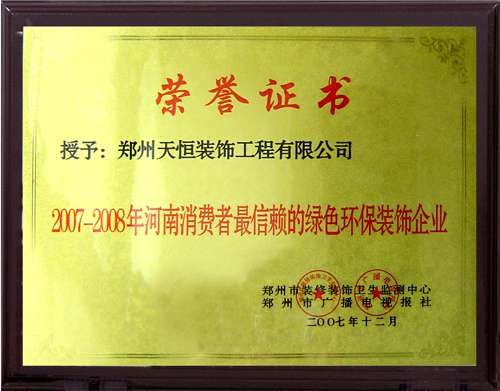 荣誉证书
授予：郑州天恒装饰工程有限公司
2007-2008年河南消费者最信赖的绿色环保装饰企业
郑州市装修装饰卫生监测中心
郑州市广播电视报社
二〇〇七年十二月